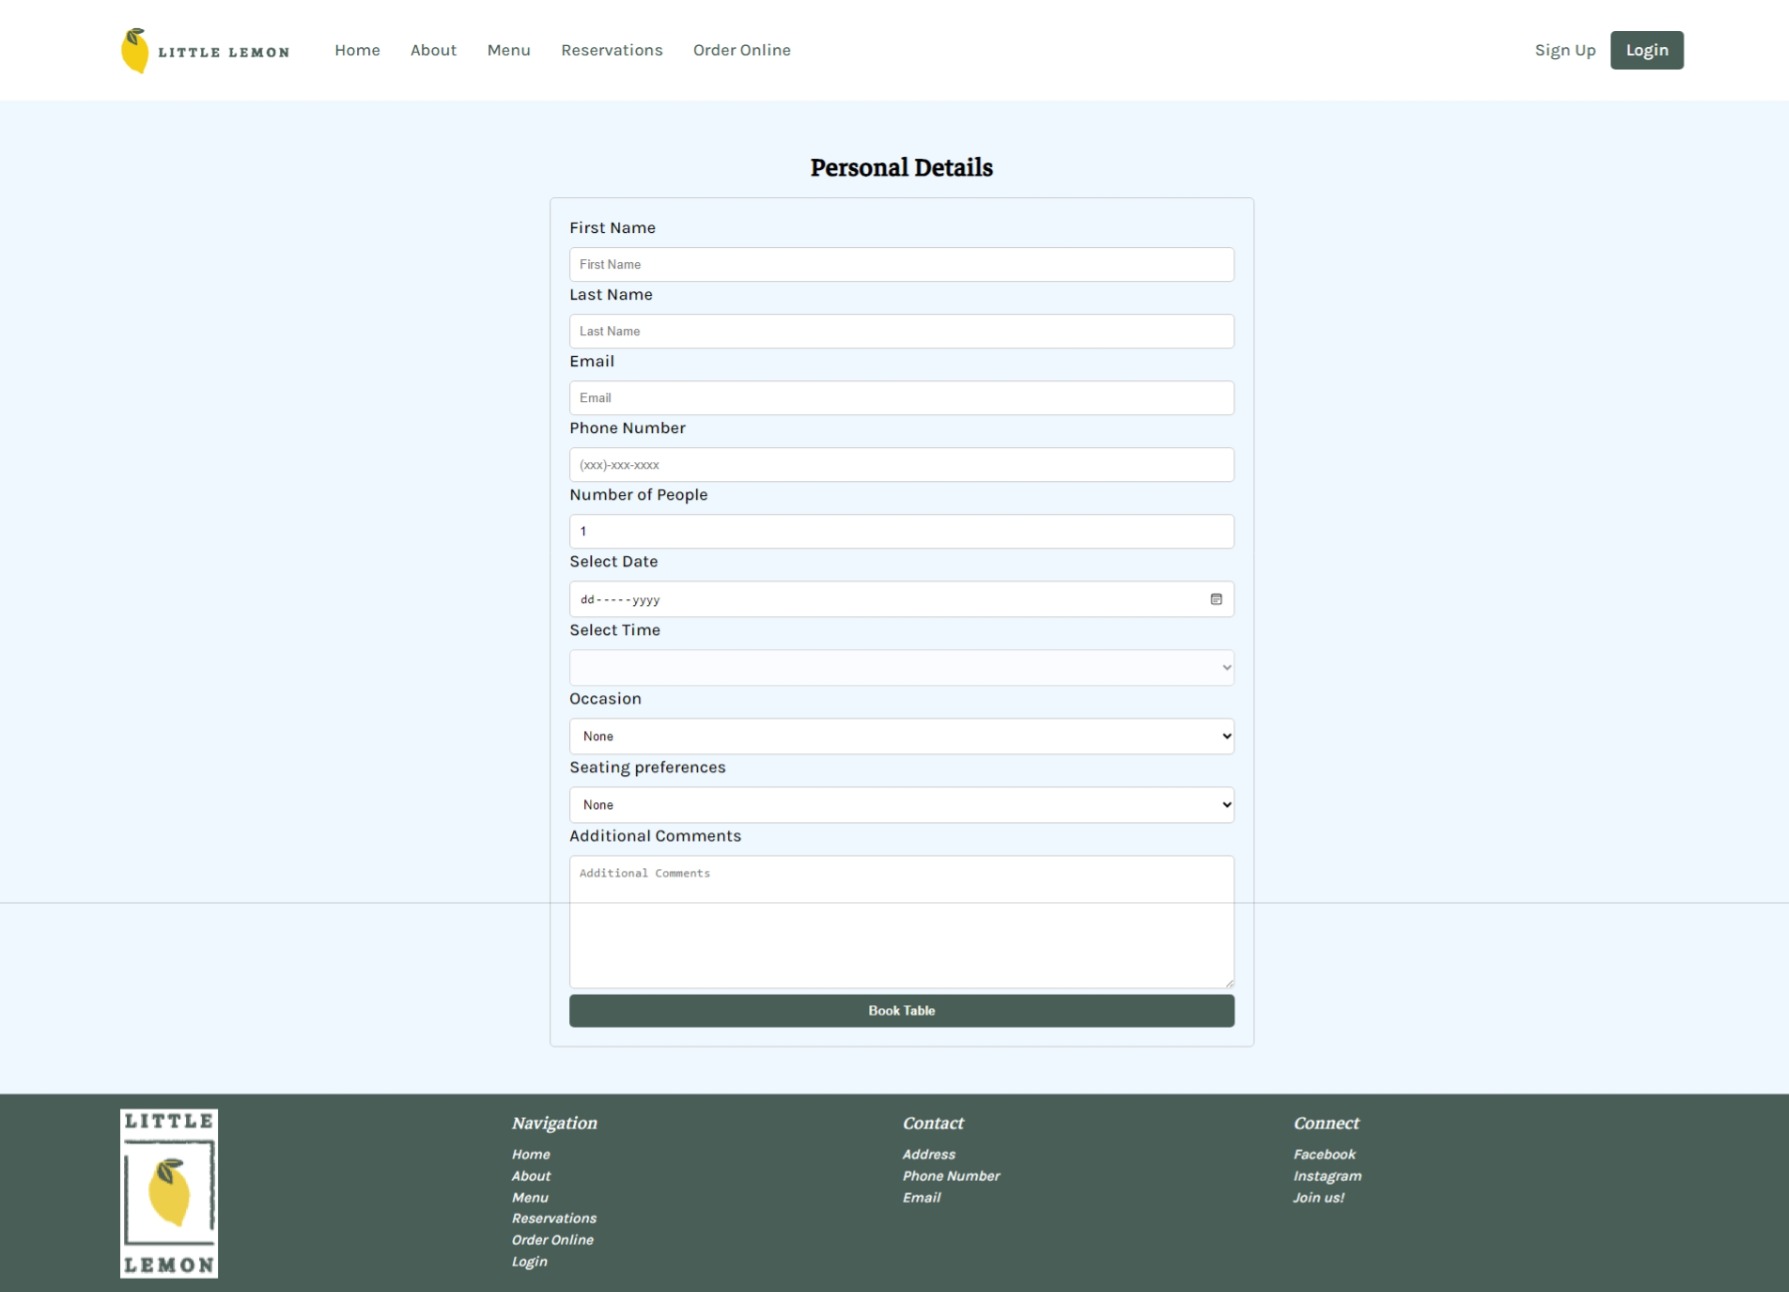 LITTLE LEMON Home About Menu Reservations Order Online Sign Up Login
Personal Details
First Name
First Name
Last Name
Last Name
Email
Email
Phone Number
(xxx)-xxx-xxxx
Number of People
1
Select Date
dd-----yyyy
Select Time
Occasion
None
Seating preferences
None
Additional Comments
Additional Comments
Book Table
LITTLE
LEMON
Navigation
Home
About
Menu
Reservations
Order Online
Login
Contact
Address
Phone Number
Email
Connect
Facebook
Instagram
Join us!